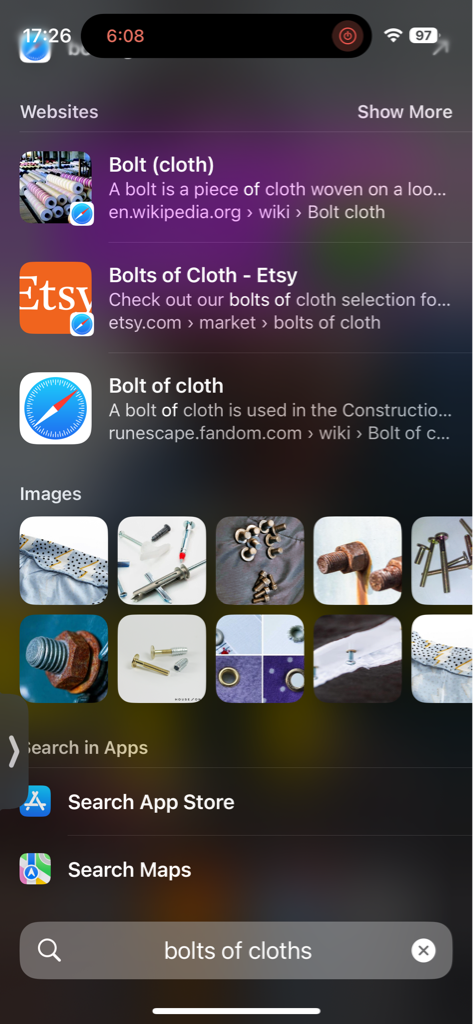 17:26
6:08
97
Websites
Show More
Bolt (cloth)
A bolt is a piece of cloth woven on a loo...
en.wikipedia.org › wiki › Bolt cloth
Etsy
Bolts of Cloth - Etsy
Check out our bolts of cloth selection fo...
etsy.com › market › bolts of cloth
Bolt of cloth
A bolt of cloth is used in the Constructio...
runescape.fandom.com › wiki › Bolt of c...
Images
Search in Apps
Search App Store
Search Maps
bolts of cloths